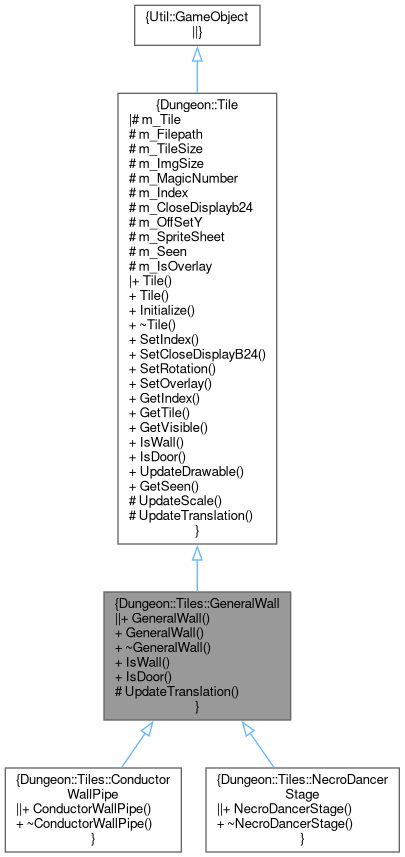 {Util::GameObject
||}
{Dungeon::Tile
|# m_Tile
# m_Filepath
# m_TileSize
# m_ImgSize
# m_MagicNumber
# m_Index
# m_CloseDisplayb24
# m_OffSetY
# m_SpriteSheet
# m_Seen
# m_IsOverlay
|+ Tile()
+ Tile()
+ Initialize()
+ ~Tile()
+ SetIndex()
+ SetCloseDisplayB24()
+ SetRotation()
+ SetOverlay()
+ GetIndex()
+ GetTile()
+ GetVisible()
+ IsWall()
+ IsDoor()
+ UpdateDrawable()
+ GetSeen()
# UpdateScale()
# UpdateTranslation()
}
{Dungeon::Tiles::GeneralWall
||+ GeneralWall()
+ GeneralWall()
+ ~GeneralWall()
+ IsWall()
+ IsDoor()
# UpdateTranslation()
}
{Dungeon::Tiles::Conductor
WallPipe
||+ ConductorWallPipe()
+ ~ConductorWallPipe()
}
{Dungeon::Tiles::NecroDancer
Stage
||+ NecroDancerStage()
+ ~NecroDancerStage()
}